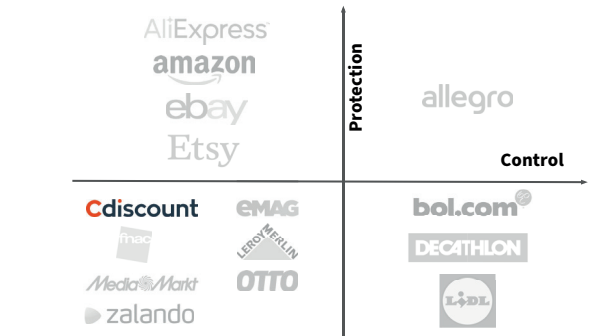 AliExpress
amazon
ebay
Etsy
Protection
allegro
Control
Cdiscount
eMAG
bol.com
fnac
LEROY MERLIN
DECATHLON
MediaMarkt
OTTO
LIDL
zalando